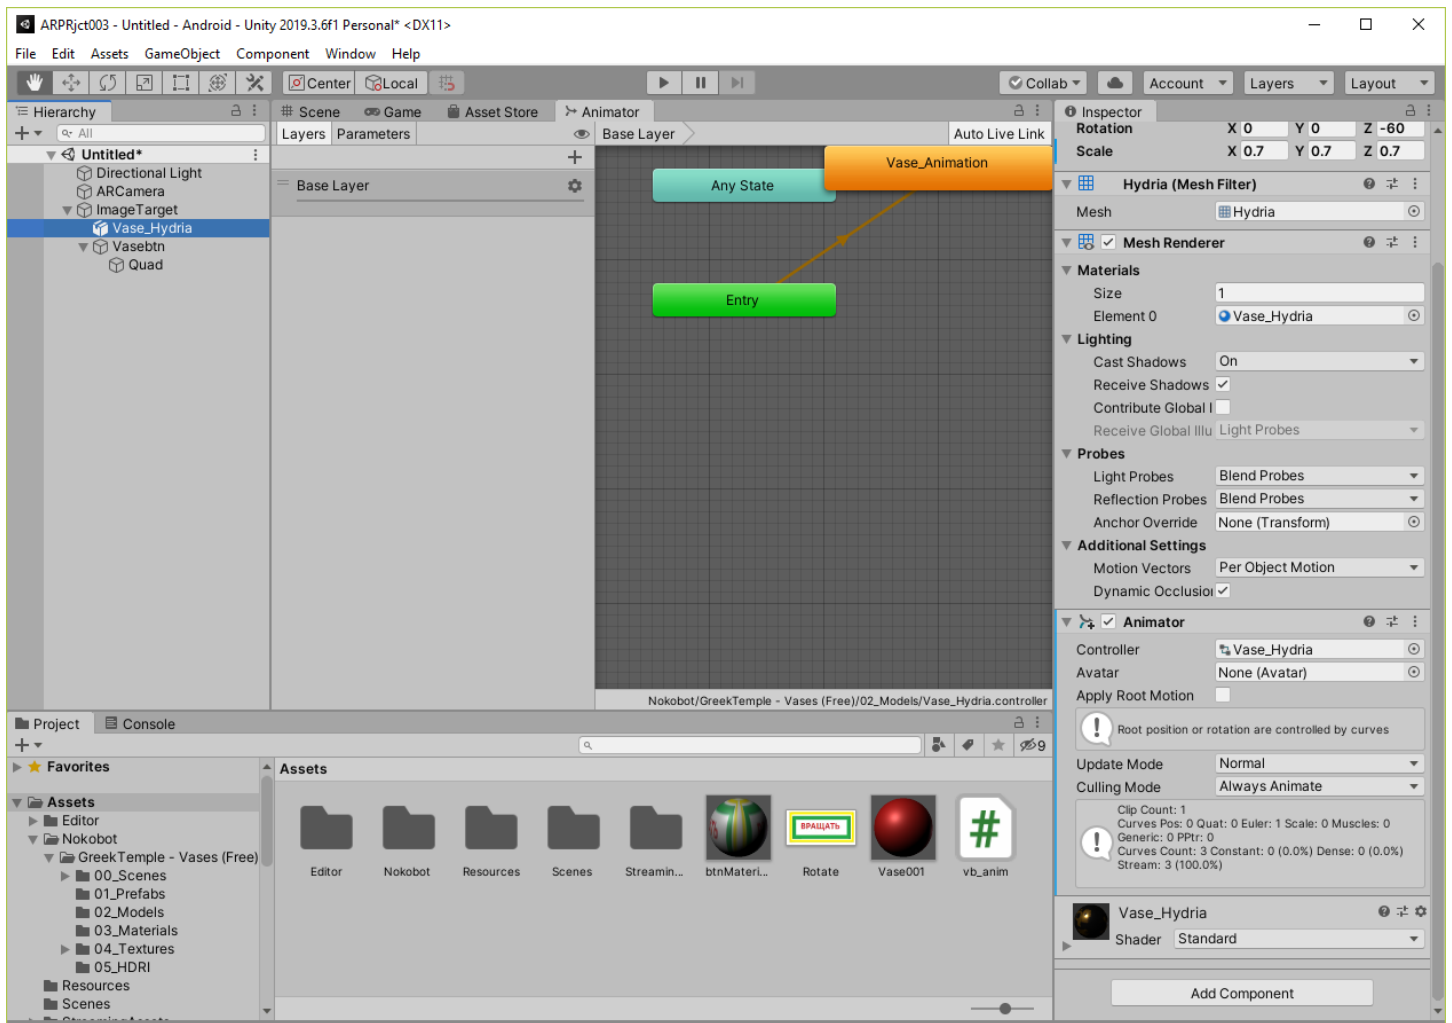 ARPRjct003 - Untitled - Android - Unity 2019.3.6f1 Personal* <DX11>
File Edit Assets GameObject Component Window Help
Center Local Collab Account Layers Layout
Hierarchy
All
Untitled*
Directional Light
ARCamera
ImageTarget
Vase_Hydria
Vasebtn
Quad
Scene Game Asset Store Animator
Layers Parameters Base Layer Auto Live Link
Base Layer
Vase_Animation
Any State
Entry
Nokobot/GreekTemple - Vases (Free)/02_Models/Vase_Hydria.controller
Inspector
Rotation X 0 Y 0 Z -60
Scale X 0.7 Y 0.7 Z 0.7
Hydria (Mesh Filter)
Mesh Hydria
Mesh Renderer
Materials
Size 1
Element 0 Vase_Hydria
Lighting
Cast Shadows On
Receive Shadows
Contribute Global I
Receive Global Illu Light Probes
Probes
Light Probes Blend Probes
Reflection Probes Blend Probes
Anchor Override None (Transform)
Additional Settings
Motion Vectors Per Object Motion
Dynamic Occlusion
Animator
Controller Vase_Hydria
Avatar None (Avatar)
Apply Root Motion
Root position or rotation are controlled by curves
Update Mode Normal
Culling Mode Always Animate
Clip Count: 1
Curves Pos: 0 Quat: 0 Euler: 1 Scale: 0 Muscles: 0
Generic: 0 PPtr: 0
Curves Count: 3 Constant: 0 (0.0%) Dense: 0 (0.0%)
Stream: 3 (100.0%)
Vase_Hydria
Shader Standard
Add Component
Project Console
9
Favorites
Assets
Editor
Nokobot
GreekTemple - Vases (Free)
00_Scenes
01_Prefabs
02_Models
03_Materials
04_Textures
05_HDRI
Resources
Scenes
StreamingAssets
Assets
ВРАЩАТЬ
#
Editor Nokobot Resources Scenes Streamin... btnMateri... Rotate Vase001 vb_anim